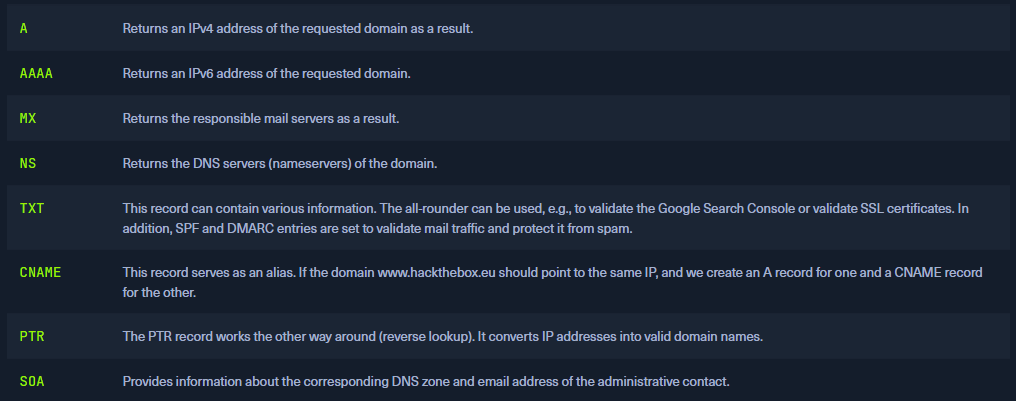 A Returns an IPv4 address of the requested domain as a result.
AAAA Returns an IPv6 address of the requested domain.
MX Returns the responsible mail servers as a result.
NS Returns the DNS servers (nameservers) of the domain.
TXT This record can contain various information. The all-rounder can be used, e.g., to validate the Google Search Console or validate SSL certificates. In
addition, SPF and DMARC entries are set to validate mail traffic and protect it from spam.
CNAME This record serves as an alias. If the domain www.hackthebox.eu should point to the same IP, and we create an A record for one and a CNAME record
for the other.
PTR The PTR record works the other way around (reverse lookup). It converts IP addresses into valid domain names.
SOA Provides information about the corresponding DNS zone and email address of the administrative contact.